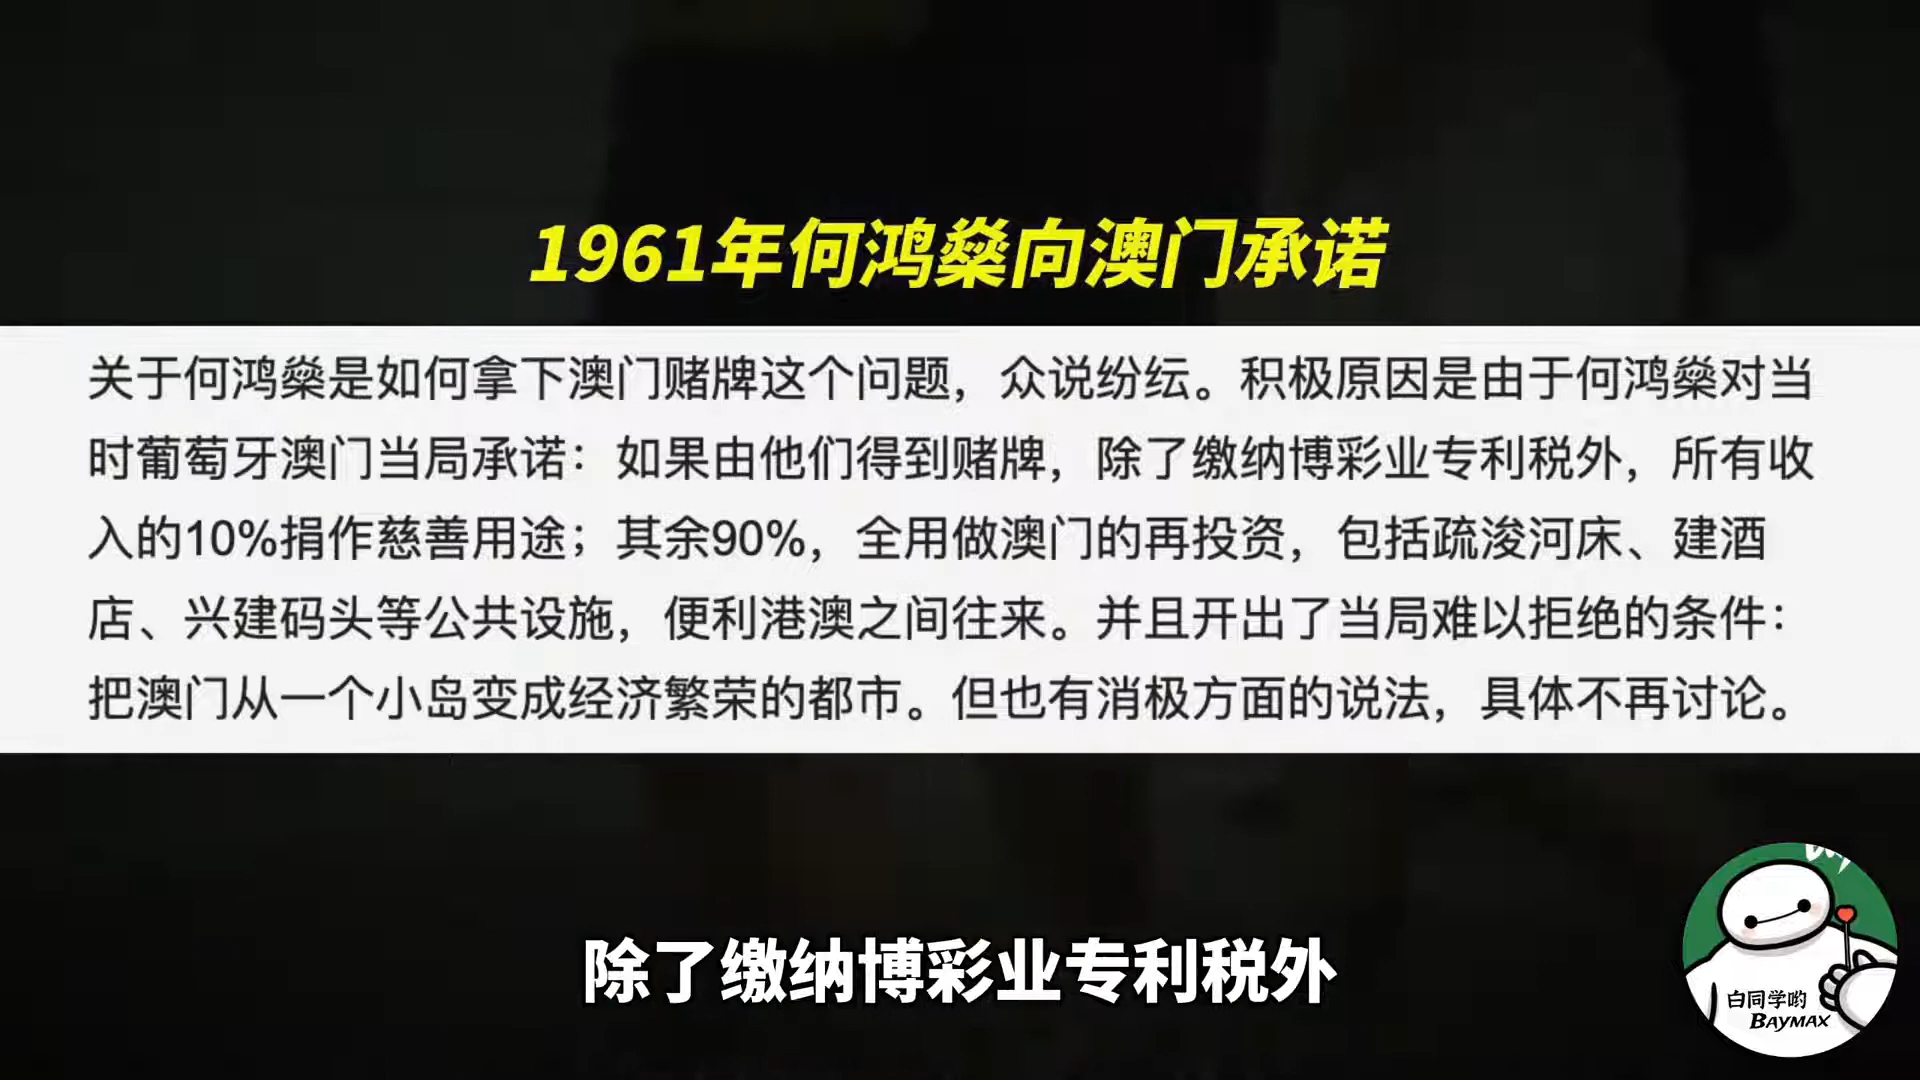 1961年何鸿燊向澳门承诺
关于何鸿燊是如何拿下澳门赌牌这个问题，众说纷纭。积极原因是由于何鸿燊对当
时葡萄牙澳门当局承诺：如果由他们得到赌牌，除了缴纳博彩业专利税外，所有收
入的10%捐作慈善用途；其余90%，全用做澳门的再投资，包括疏浚河床、建酒
店、兴建码头等公共设施，便利港澳之间往来。并且开出了当局难以拒绝的条件：
把澳门从一个小岛变成经济繁荣的都市。但也有消极方面的说法，具体不再讨论。
除了缴纳博彩业专利税外
白同学哟
BAYMAX